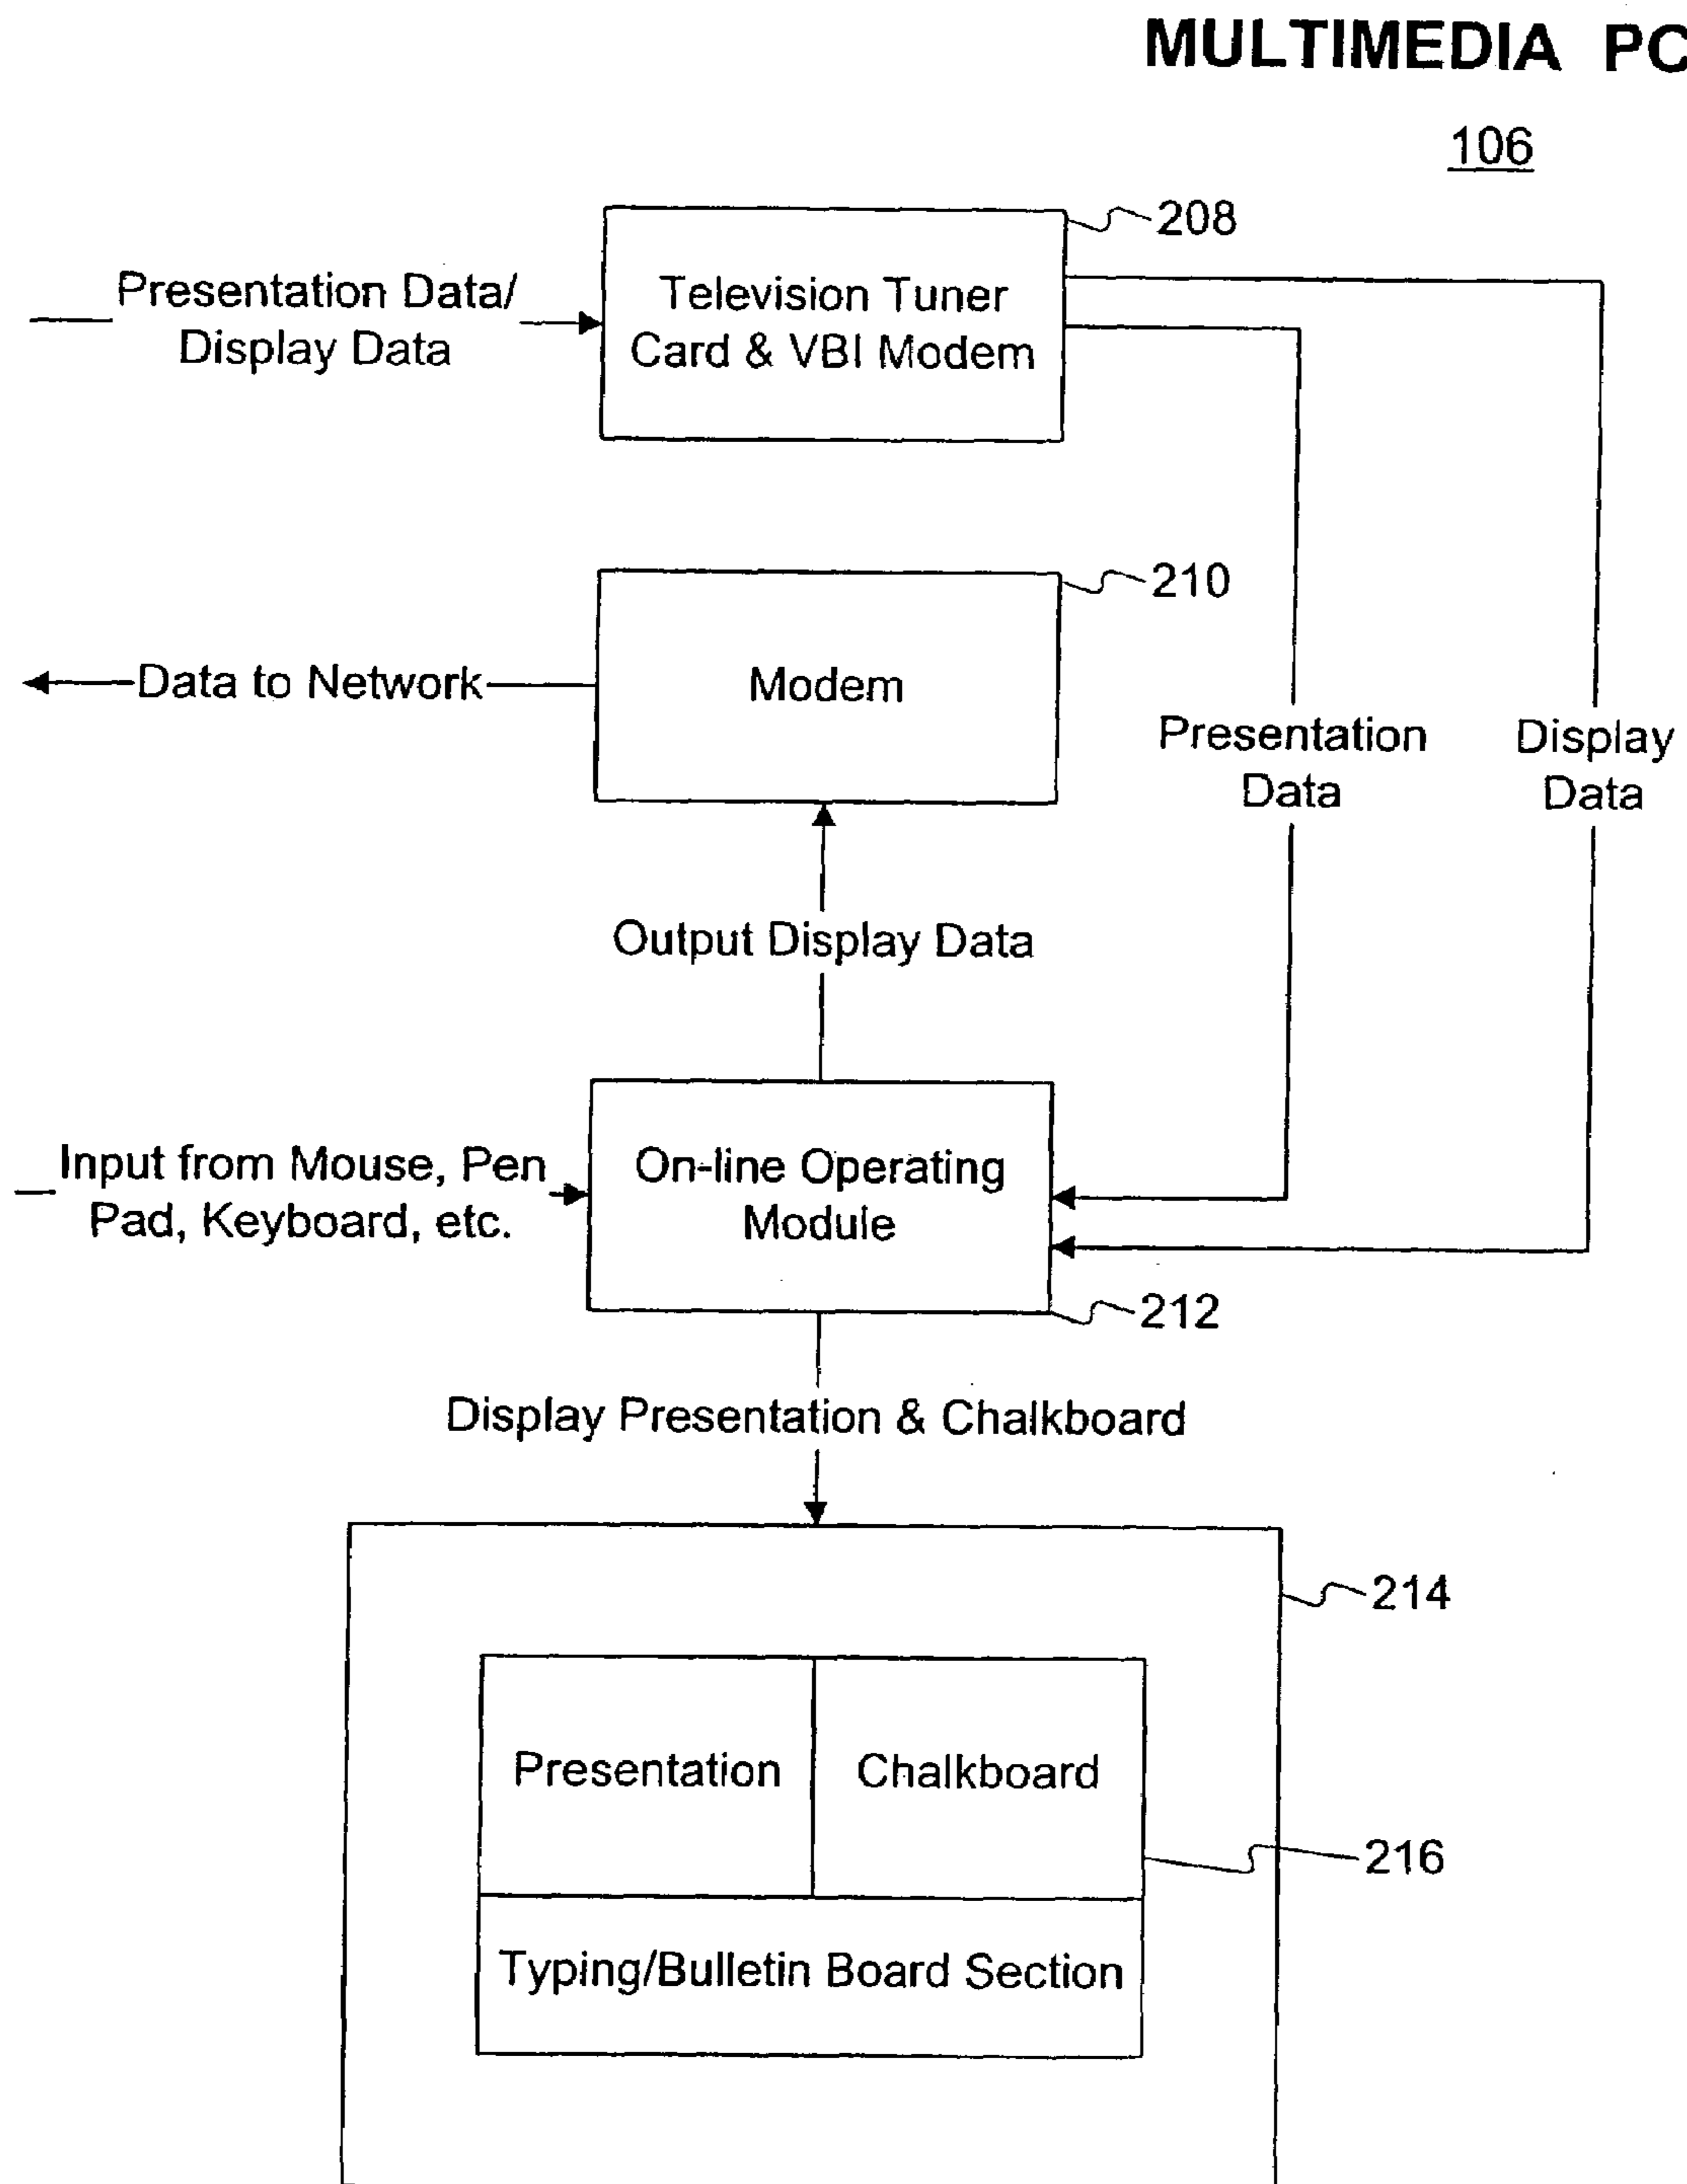 MULTIMEDIA PC
106
208
Presentation Data/
Display Data
Television Tuner
Card & VBI Modem
210
Data to Network
Modem
Presentation
Data
Display
Data
Output Display Data
Input from Mouse, Pen
Pad, Keyboard, etc.
On-line Operating
Module
212
Display Presentation & Chalkboard
214
Presentation
Chalkboard
216
Typing/Bulletin Board Section